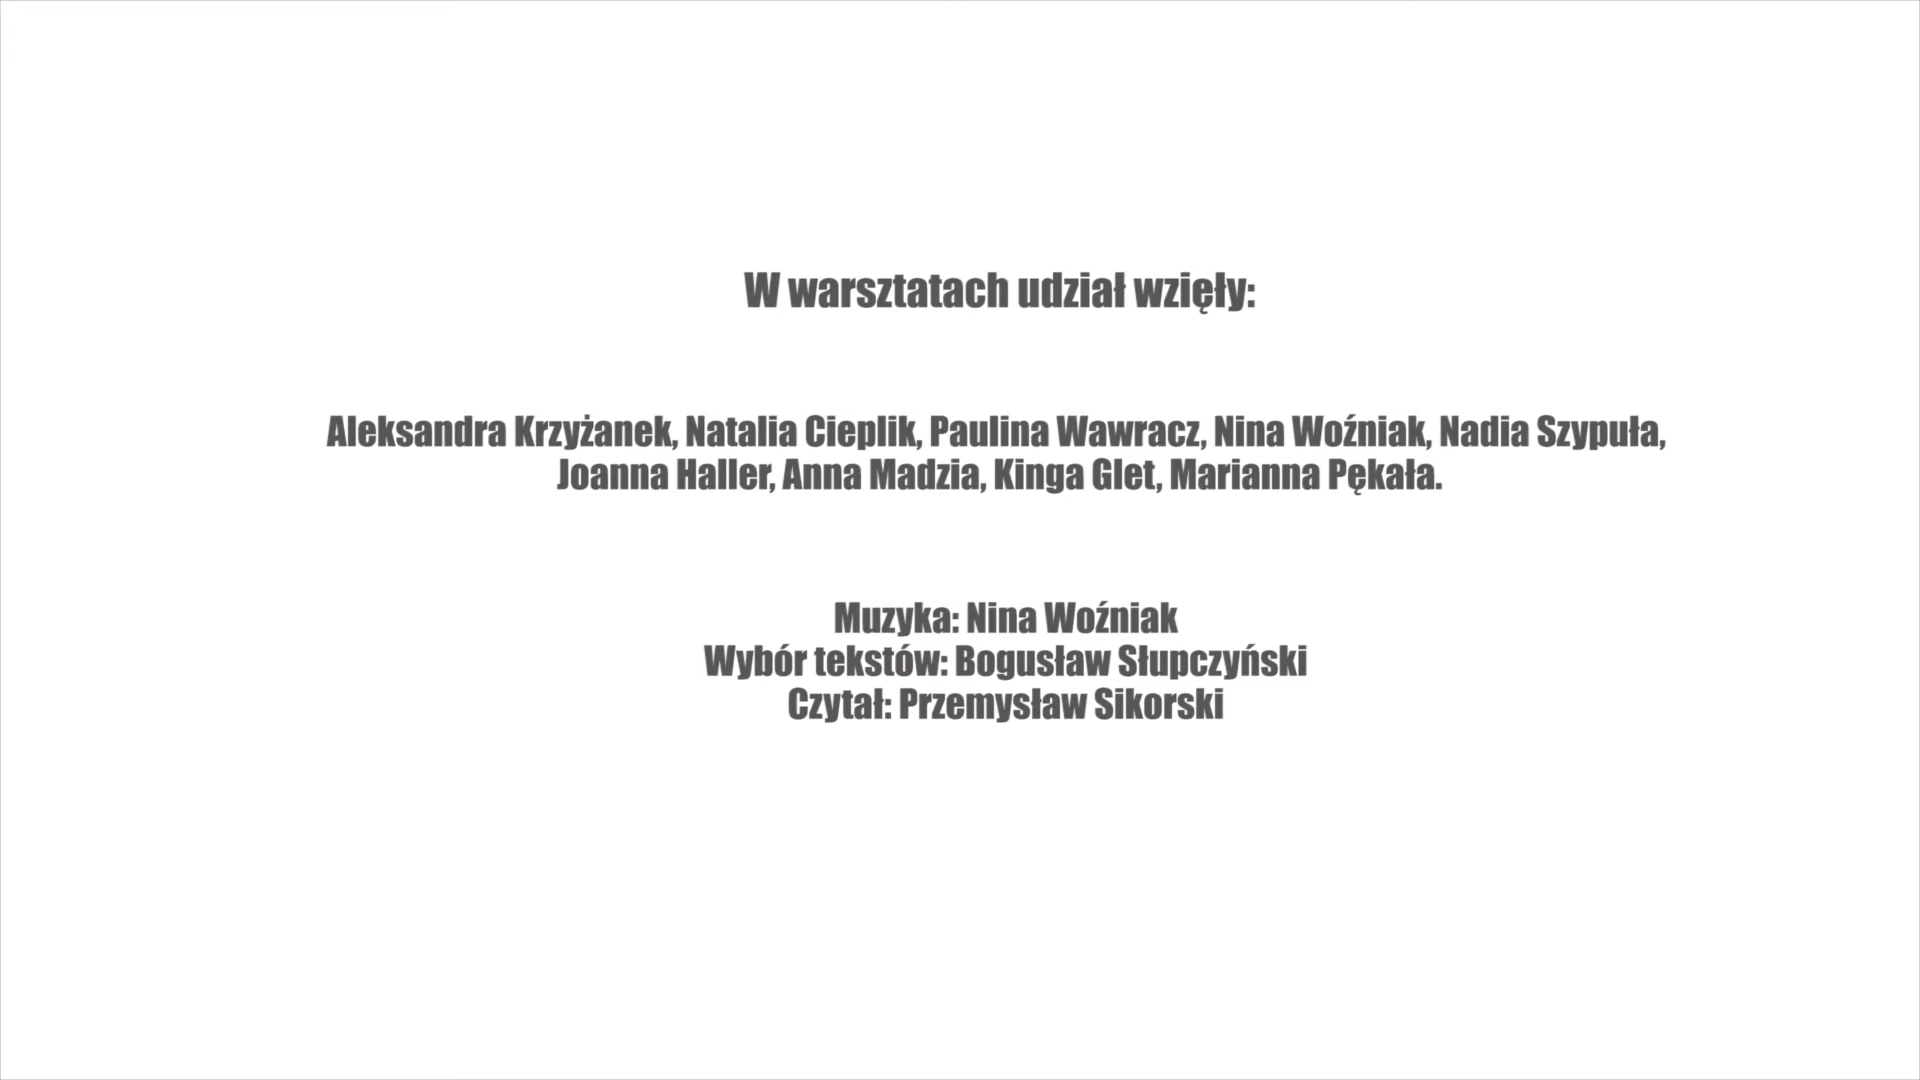 W warsztatach udział wzięły:
Aleksandra Krzyżanek, Natalia Cieplik, Paulina Wawracz, Nina Woźniak, Nadia Szypuła,
Joanna Haller, Anna Madzia, Kinga Glet, Marianna Pękała.
Muzyka: Nina Woźniak
Wybór tekstów: Bogusław Słupczyński
Czytał: Przemysław Sikorski